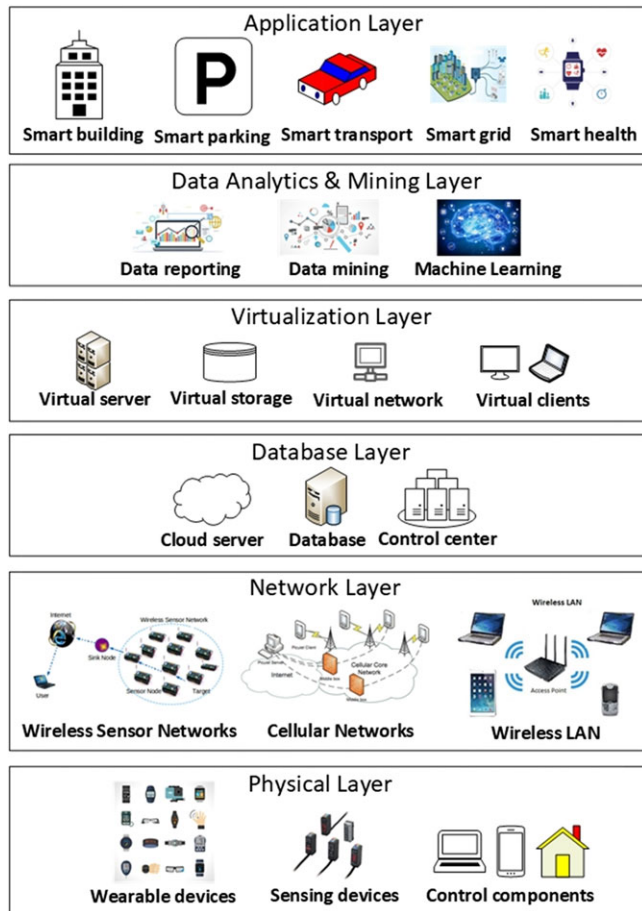 Application Layer
P
Smart building
Smart parking
Smart transport
Smart grid
Smart health
Data Analytics & Mining Layer
Data reporting
Data mining
Machine Learning
Virtualization Layer
Virtual server
Virtual storage
Virtual network
Virtual clients
Database Layer
Cloud server
Database
Control center
Network Layer
Internet
Wireless Sensor Network
Sink Node
User
Sensor Node
Target
Wireless Sensor Networks
Internet
Cellular Core
Network
Cellular Networks
Wireless LAN
Access Point
Wireless LAN
Physical Layer
Wearable devices
Sensing devices
Control components